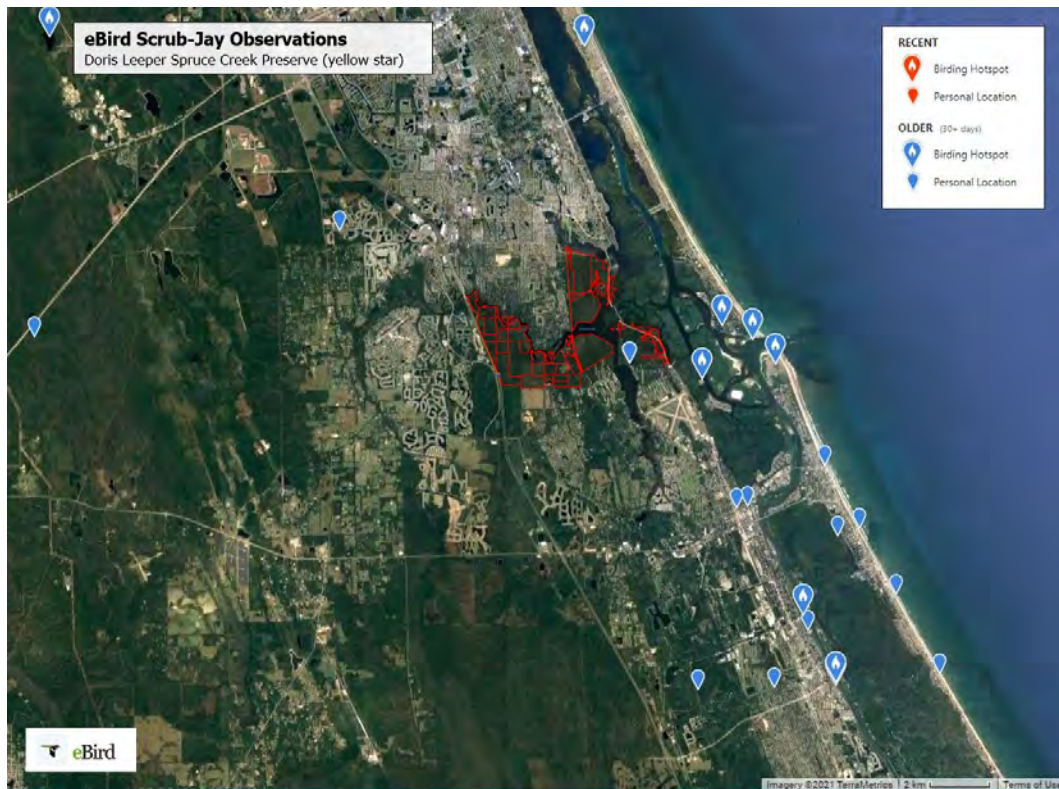 eBird Scrub-Jay Observations
Doris Leeper Spruce Creek Preserve (yellow star)
RECENT
Birding Hotspot
Personal Location
OLDER (30+ days)
Birding Hotspot
Personal Location
eBird
Imagery ©2021 TerraMetrics 2 km Terms of Use